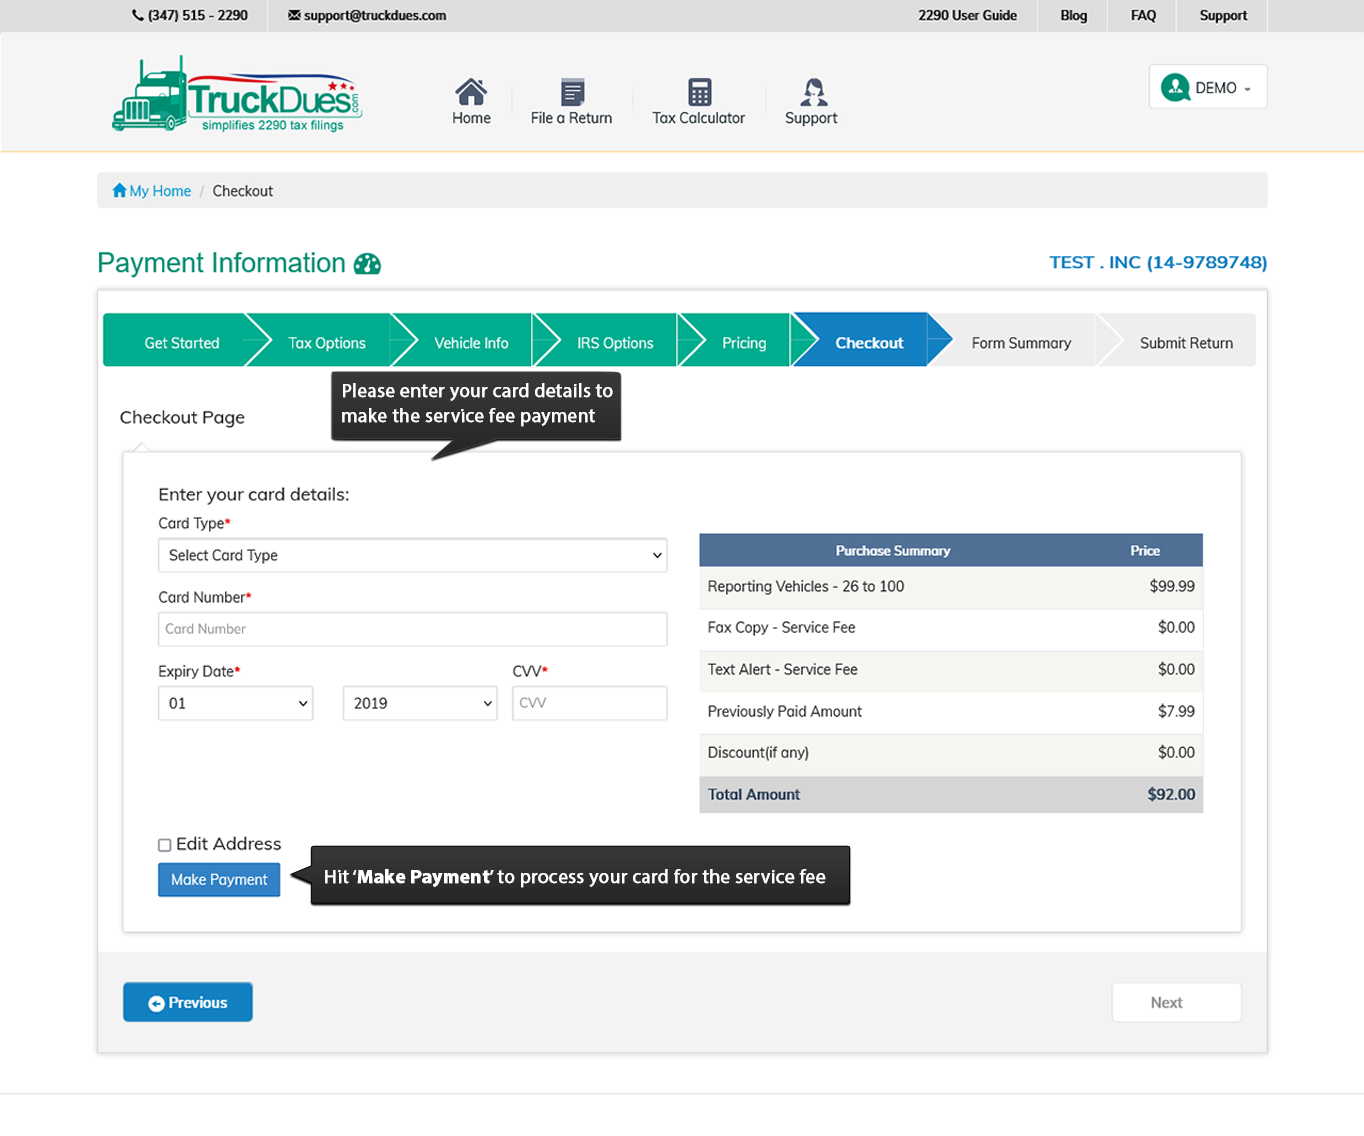 (347) 515 - 2290
support@truckdues.com
2290 User Guide
Blog
FAQ
Support
TruckDues.com
simplifies 2290 tax filings
Home
File a Return
Tax Calculator
Support
DEMO
My Home / Checkout
Payment Information
TEST . INC (14-9789748)
Get Started
Tax Options
Vehicle Info
IRS Options
Pricing
Checkout
Form Summary
Submit Return
Please enter your card details to
make the service fee payment
Checkout Page
Enter your card details:
Card Type*
Select Card Type
Card Number*
Card Number
Expiry Date*
CVV*
01
2019
CVV
Purchase Summary Price
Reporting Vehicles - 26 to 100 $99.99
Fax Copy - Service Fee $0.00
Text Alert - Service Fee $0.00
Previously Paid Amount $7.99
Discount(if any) $0.00
Total Amount $92.00
Edit Address
Make Payment
Hit ‘Make Payment’ to process your card for the service fee
Previous
Next